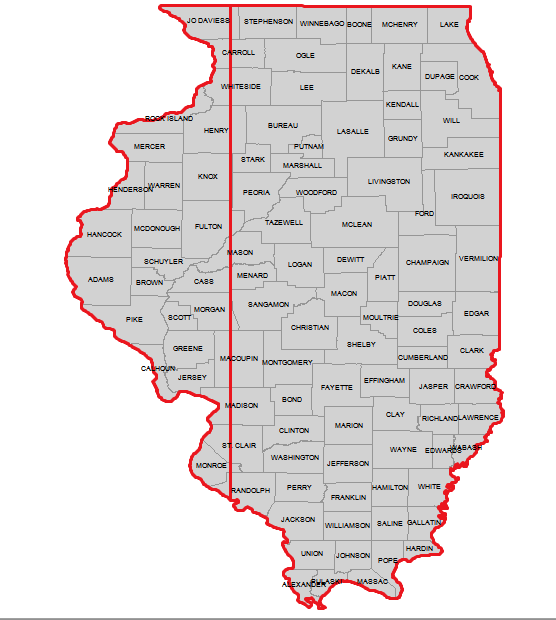 JO DAVIESS
STEPHENSON
WINNEBAGO
BOONE
MCHENRY
LAKE
CARROLL
OGLE
DEKALB
KANE
DUPAGE
COOK
WHITESIDE
LEE
KENDALL
ROCK ISLAND
HENRY
BUREAU
LASALLE
WILL
GRUNDY
MERCER
PUTNAM
KANKAKEE
STARK
MARSHALL
KNOX
LIVINGSTON
HENDERSON
WARREN
PEORIA
WOODFORD
IROQUOIS
FORD
HANCOCK
MCDONOUGH
FULTON
TAZEWELL
MCLEAN
MASON
SCHUYLER
LOGAN
DEWITT
CHAMPAIGN
VERMILION
ADAMS
BROWN
CASS
MENARD
PIATT
MACON
MORGAN
SANGAMON
DOUGLAS
EDGAR
PIKE
SCOTT
CHRISTIAN
MOULTRIE
COLES
GREENE
SHELBY
CLARK
MACOUPIN
MONTGOMERY
CUMBERLAND
CALHOUN
JERSEY
FAYETTE
EFFINGHAM
JASPER
CRAWFORD
MADISON
BOND
CLAY
RICHLAND
LAWRENCE
CLINTON
MARION
ST. CLAIR
WAYNE
EDWARDS
WABASH
WASHINGTON
JEFFERSON
MONROE
RANDOLPH
PERRY
HAMILTON
WHITE
FRANKLIN
JACKSON
WILLIAMSON
SALINE
GALLATIN
UNION
JOHNSON
POPE
HARDIN
ALEXANDER
PULASKI
MASSAC